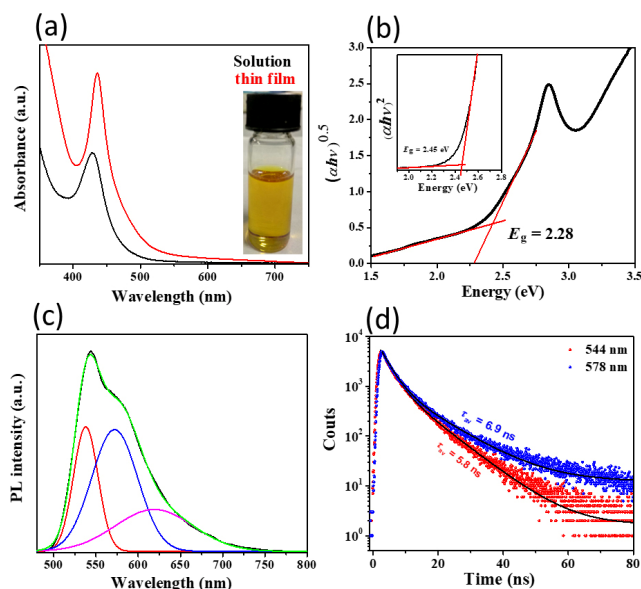 (a)
Solution
thin film
Absorbance (a.u.)
400 500 600 700
Wavelength (nm)
(b)
(αhν)^0.5
3.0
2.5
2.0
1.5
1.0
0.5
0.0
(αhν)²
Eg = 2.45 eV
2.0 2.2 2.4 2.6 2.8
Energy (eV)
Eg = 2.28
1.5 2.0 2.5 3.0 3.5
Energy (eV)
(c)
PL intensity (a.u.)
500 550 600 650 700 750 800
Wavelength (nm)
(d)
544 nm
578 nm
Couts
10^4
10^3
10^2
10^1
10^0
τav = 6.9 ns
τav = 5.8 ns
0 20 40 60 80
Time (ns)